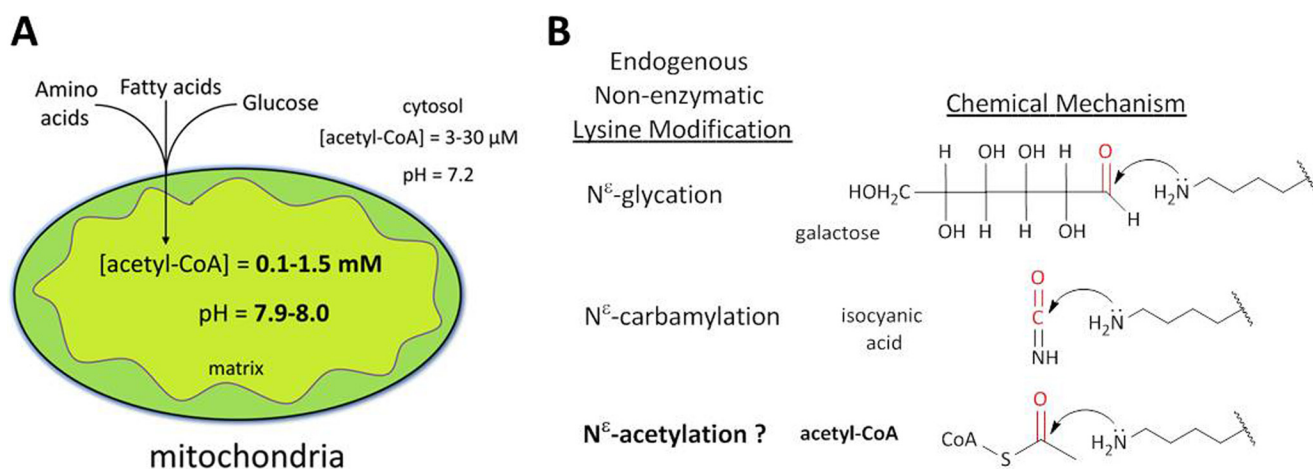 A
Amino
acids
Fatty acids
Glucose
cytosol
[acetyl-CoA] = 3-30 μM
pH = 7.2
[acetyl-CoA] = 0.1-1.5 mM
pH = 7.9-8.0
matrix
mitochondria
B
Endogenous
Non-enzymatic
Lysine Modification
Chemical Mechanism
Nε-glycation
H OH OH H O
HOH₂C
H
H₂N
OH H H OH
galactose
Nε-carbamylation
isocyanic
acid
O
C
NH
H₂N
Nε-acetylation ?
acetyl-CoA
O
CoA
S
H₂N